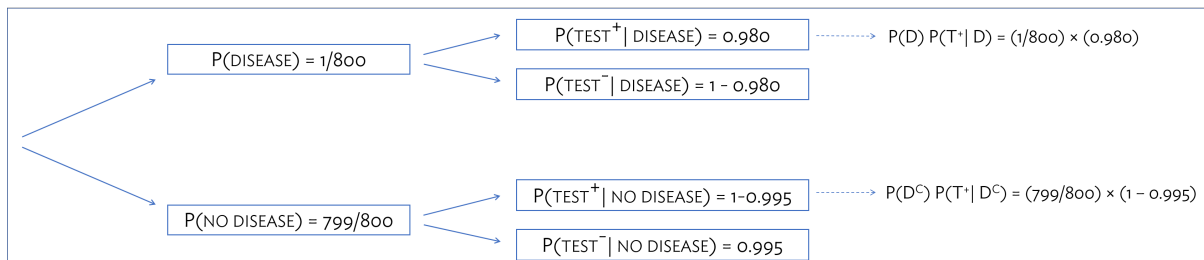 P(TEST⁺| DISEASE) = 0.980
P(D) P(T⁺| D) = (1/800) × (0.980)
P(DISEASE) = 1/800
P(TEST⁻| DISEASE) = 1 – 0.980
P(TEST⁺| NO DISEASE) = 1-0.995
P(Dᶜ) P(T⁺| Dᶜ) = (799/800) × (1 – 0.995)
P(NO DISEASE) = 799/800
P(TEST⁻| NO DISEASE) = 0.995